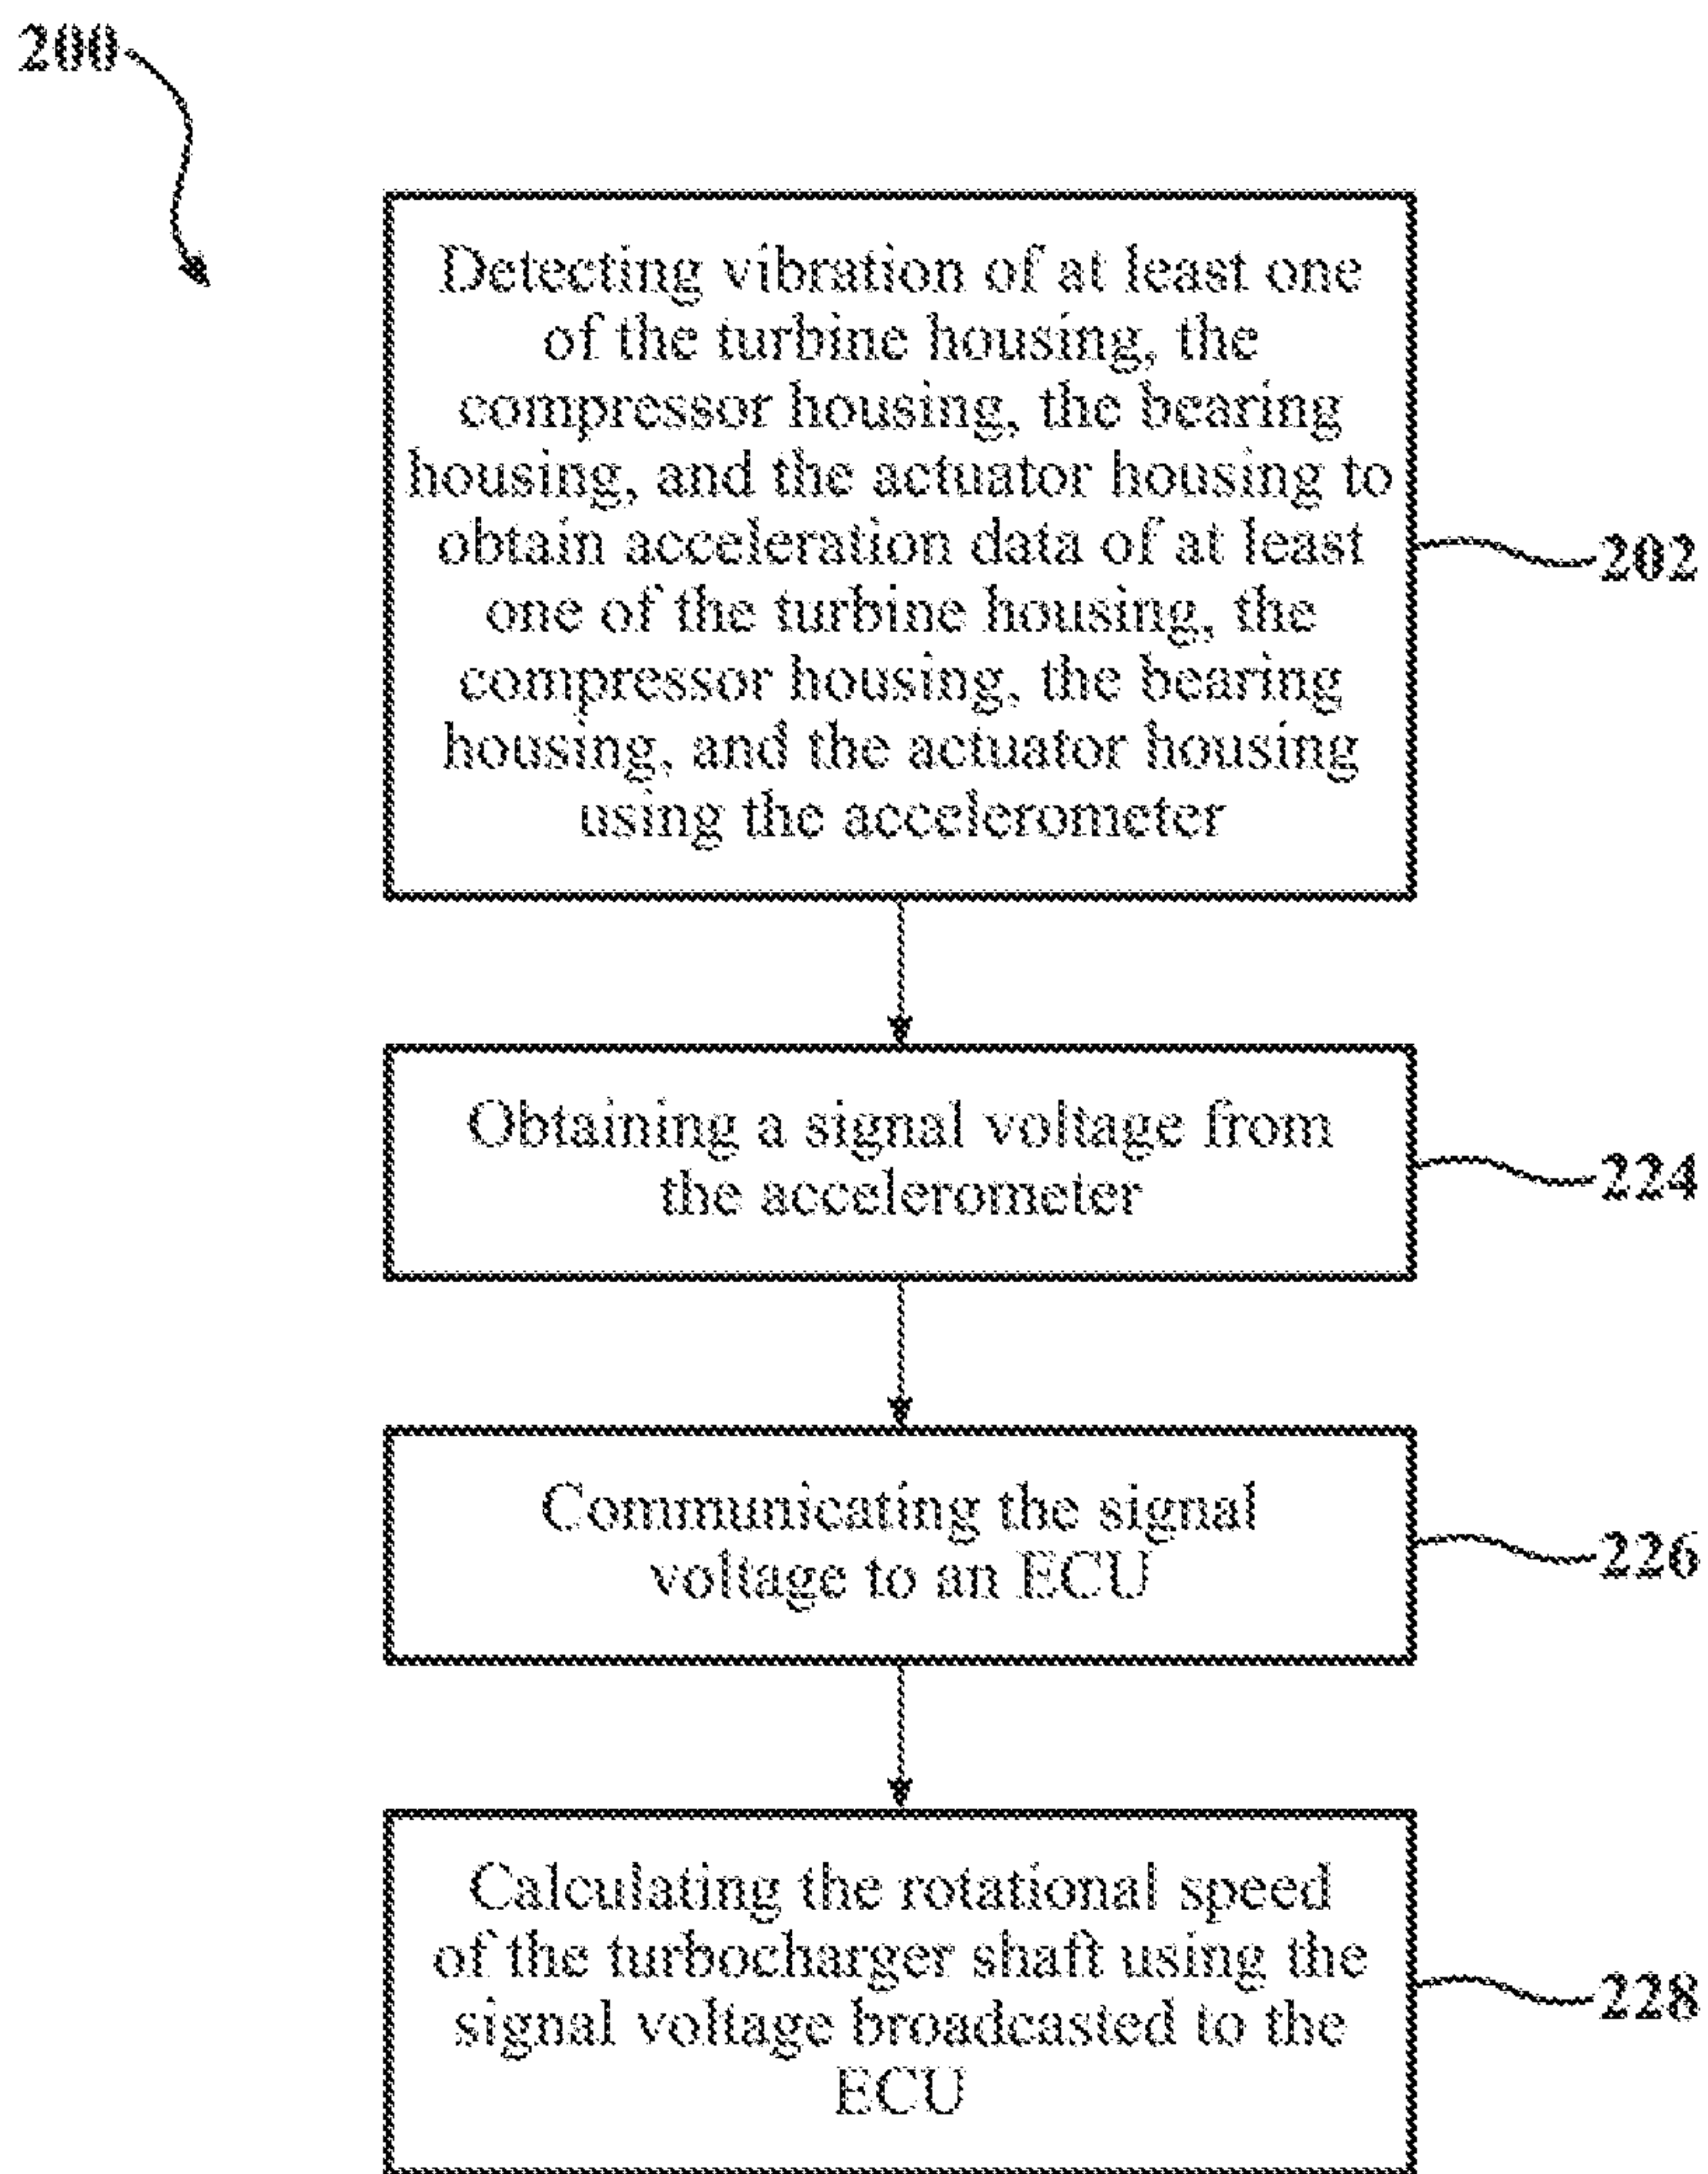 200
Detecting vibration of at least one
of the turbine housing, the
compressor housing, the bearing
housing, and the actuator housing to
obtain acceleration data of at least
one of the turbine housing, the
compressor housing, the bearing
housing, and the actuator housing
using the accelerometer
202
Obtaining a signal voltage from
the accelerometer
224
Communicating the signal
voltage to an ECU
226
Calculating the rotational speed
of the turbocharger shaft using the
signal voltage broadcasted to the
ECU
228